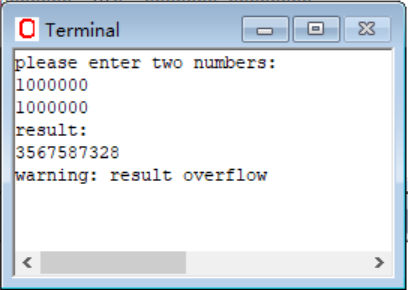 Terminal
please enter two numbers:
1000000
1000000
result:
3567587328
warning: result overflow